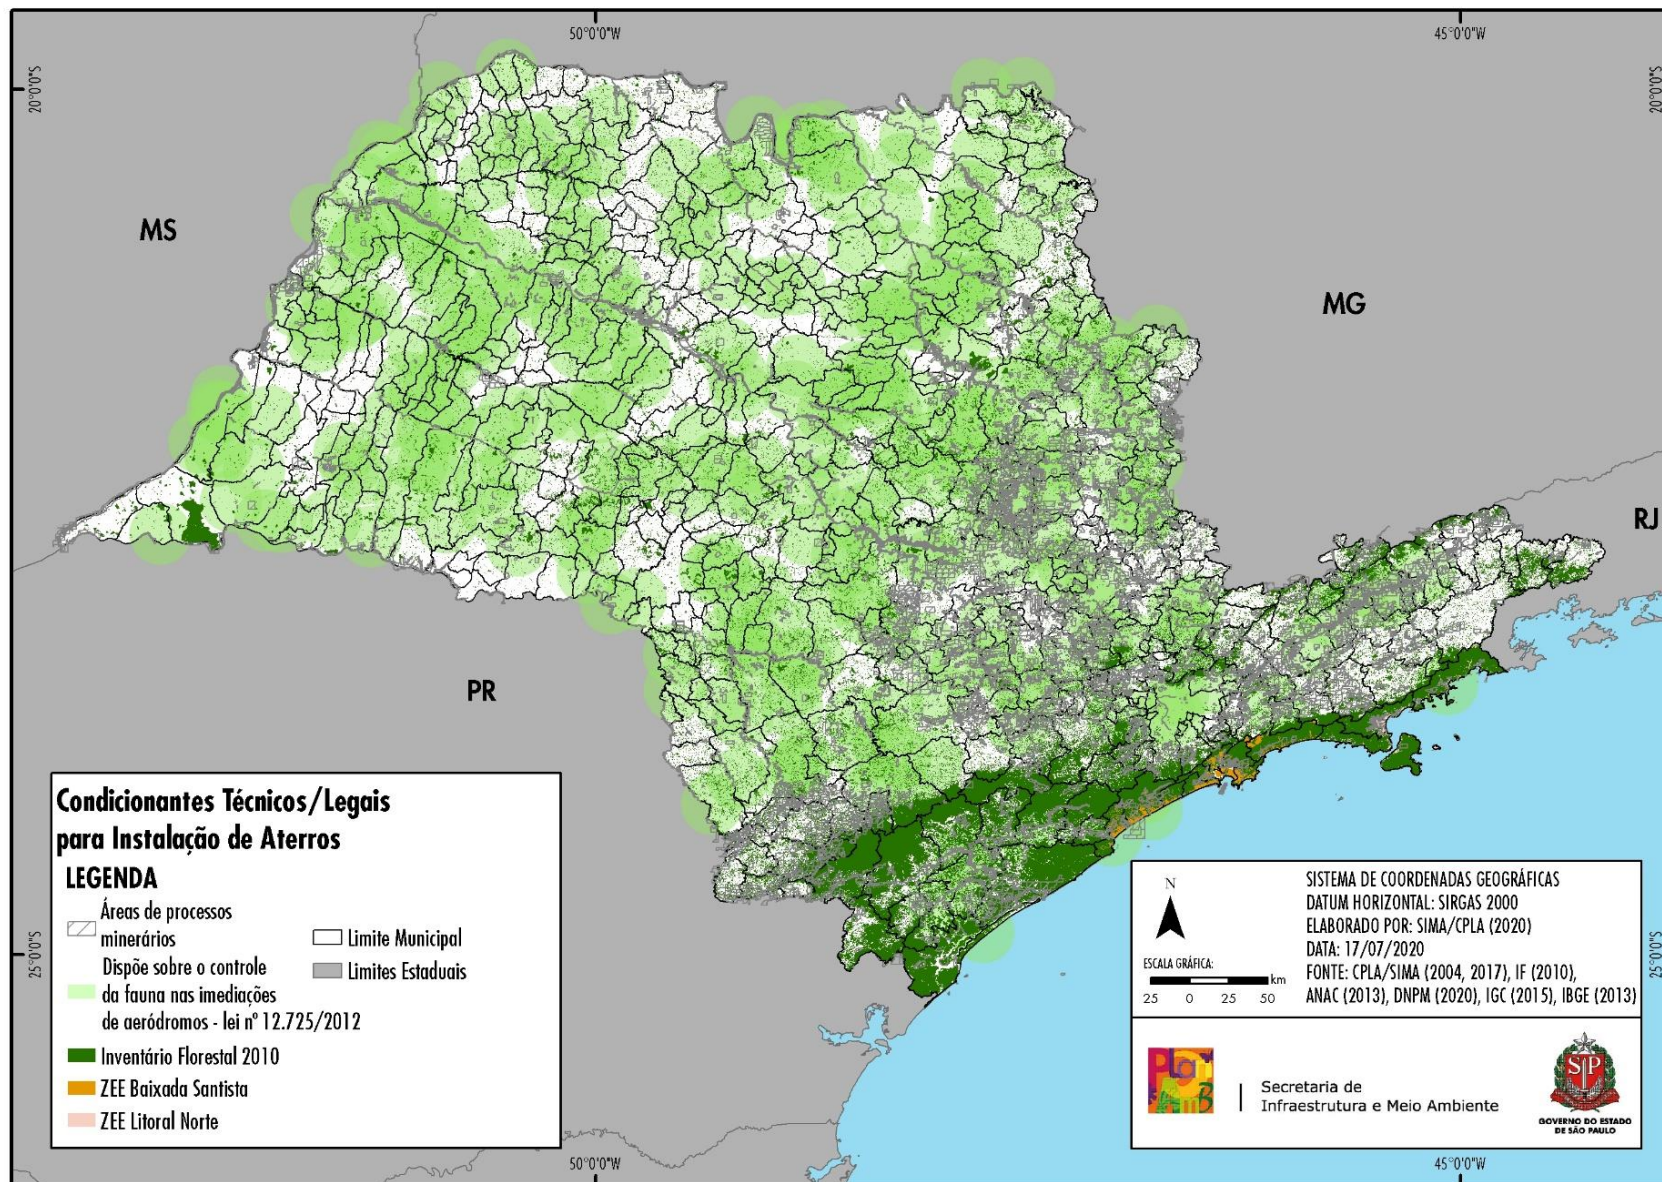 50°0'0"W
45°0'0"W
20°0'0"S
20°0'0"S
MS
MG
RJ
PR
Condicionantes Técnicos/Legais
para Instalação de Aterros
LEGENDA
Áreas de processos
minerários
Dispõe sobre o controle
da fauna nas imediações
de aeródromos - lei nº 12.725/2012
Inventário Florestal 2010
ZEE Baixada Santista
ZEE Litoral Norte
Limite Municipal
Limites Estaduais
N
ESCALA GRÁFICA:
km
25 0 25 50
SISTEMA DE COORDENADAS GEOGRÁFICAS
DATUM HORIZONTAL: SIRGAS 2000
ELABORADO POR: SIMA/CPLA (2020)
DATA: 17/07/2020
FONTE: CPLA/SIMA (2004, 2017), IF (2010),
ANAC (2013), DNPM (2020), IGC (2015), IBGE (2013)
PLanAmB
Secretaria de
Infraestrutura e Meio Ambiente
SP
GOVERNO DO ESTADO
DE SÃO PAULO
25°0'0"S
25°0'0"S
50°0'0"W
45°0'0"W